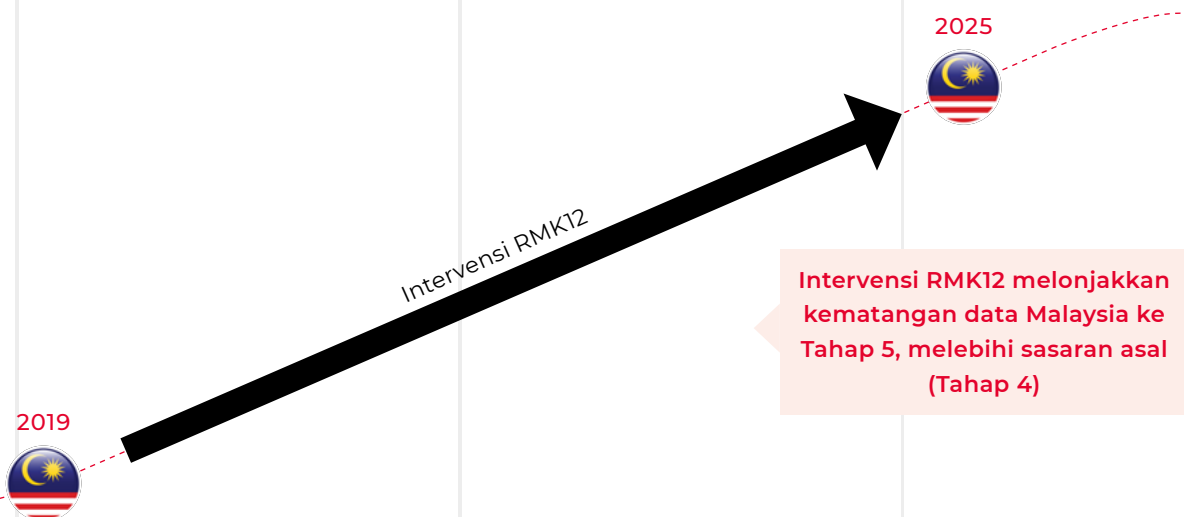 2025
Intervensi RMK12
Intervensi RMK12 melonjakkan
kematangan data Malaysia ke
Tahap 5, melebihi sasaran asal
(Tahap 4)
2019